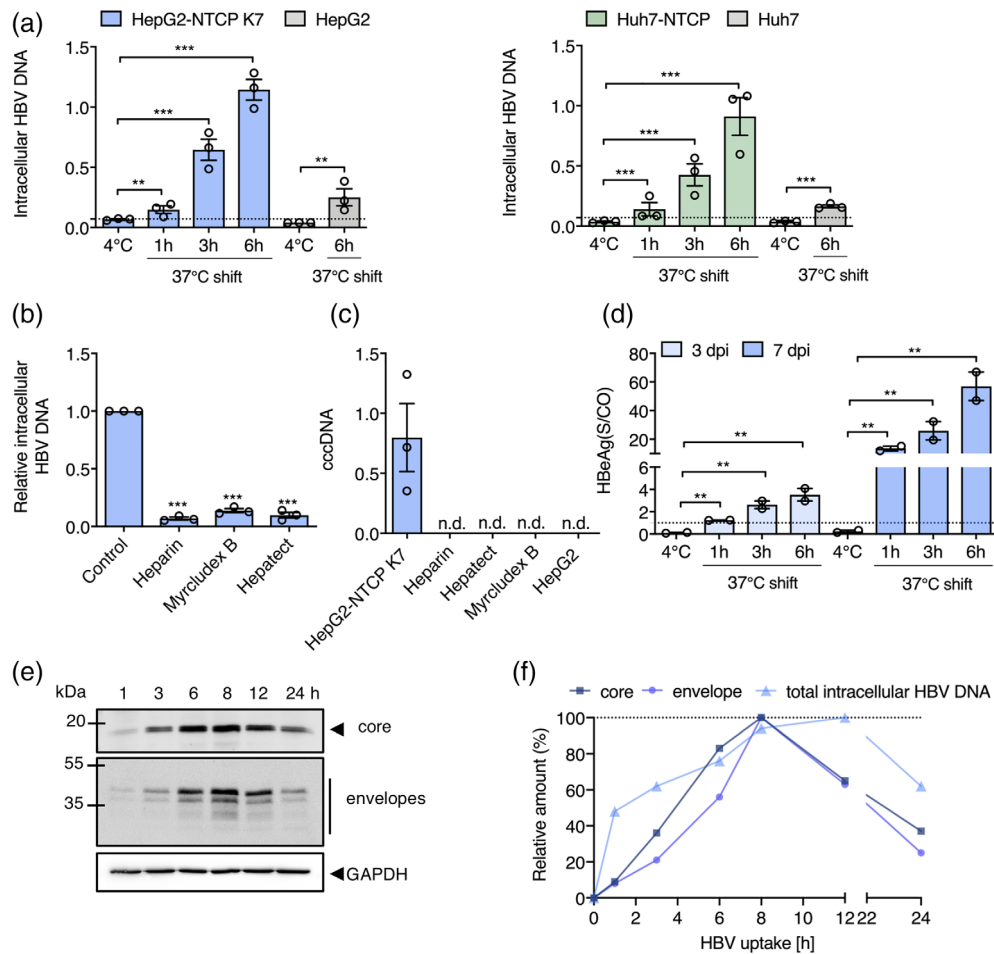 (a)
HepG2-NTCP K7 HepG2
Intracellular HBV DNA
1.5
1.0
0.5
0.0
*** *** ** **
4°C 1h 3h 6h 4°C 6h
37°C shift 37°C shift
Huh7-NTCP Huh7
Intracellular HBV DNA
1.5
1.0
0.5
0.0
*** *** *** ***
4°C 1h 3h 6h 4°C 6h
37°C shift 37°C shift
(b)
Relative intracellular
HBV DNA
1.5
1.0
0.5
0.0
*** *** ***
Control Heparin Myrcludex B Hepatect
(c)
cccDNA
1.5
1.0
0.5
0.0
n.d. n.d. n.d. n.d.
HepG2-NTCP K7 Heparin Hepatect Myrcludex B HepG2
(d)
3 dpi 7 dpi
HBeAg(S/CO)
80
60
40
20
6
4
2
0
** ** ** ** ** **
4°C 1h 3h 6h 4°C 1h 3h 6h
37°C shift 37°C shift
(e)
kDa 1 3 6 8 12 24 h
20
core
55
35
envelopes
GAPDH
(f)
core envelope total intracellular HBV DNA
Relative amount (%)
100
80
60
40
20
0
0 2 4 6 8 10 12 22 24
HBV uptake [h]